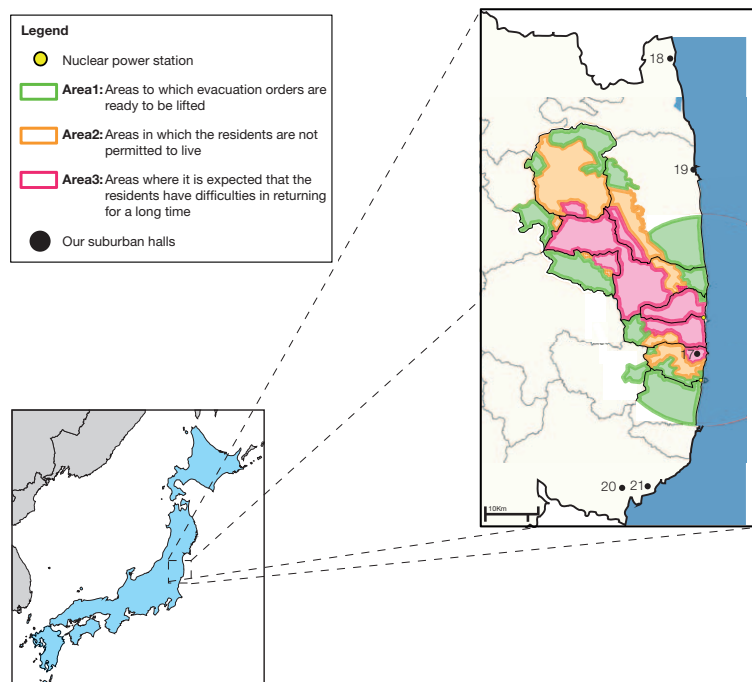 Legend
Nuclear power station
Area1: Areas to which evacuation orders are
ready to be lifted
Area2: Areas in which the residents are not
permitted to live
Area3: Areas where it is expected that the
residents have difficulties in returning
for a long time
Our suburban halls
18
19
17
20
21
10Km